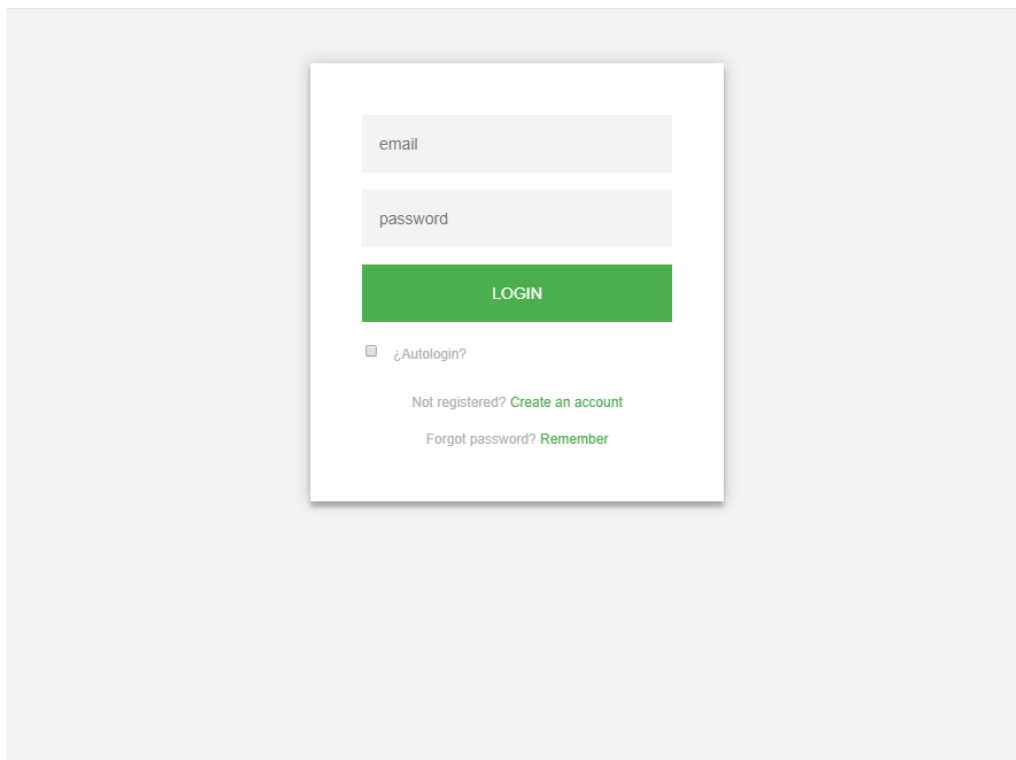 email
password
LOGIN
¿Autologin?
Not registered? Create an account
Forgot password? Remember